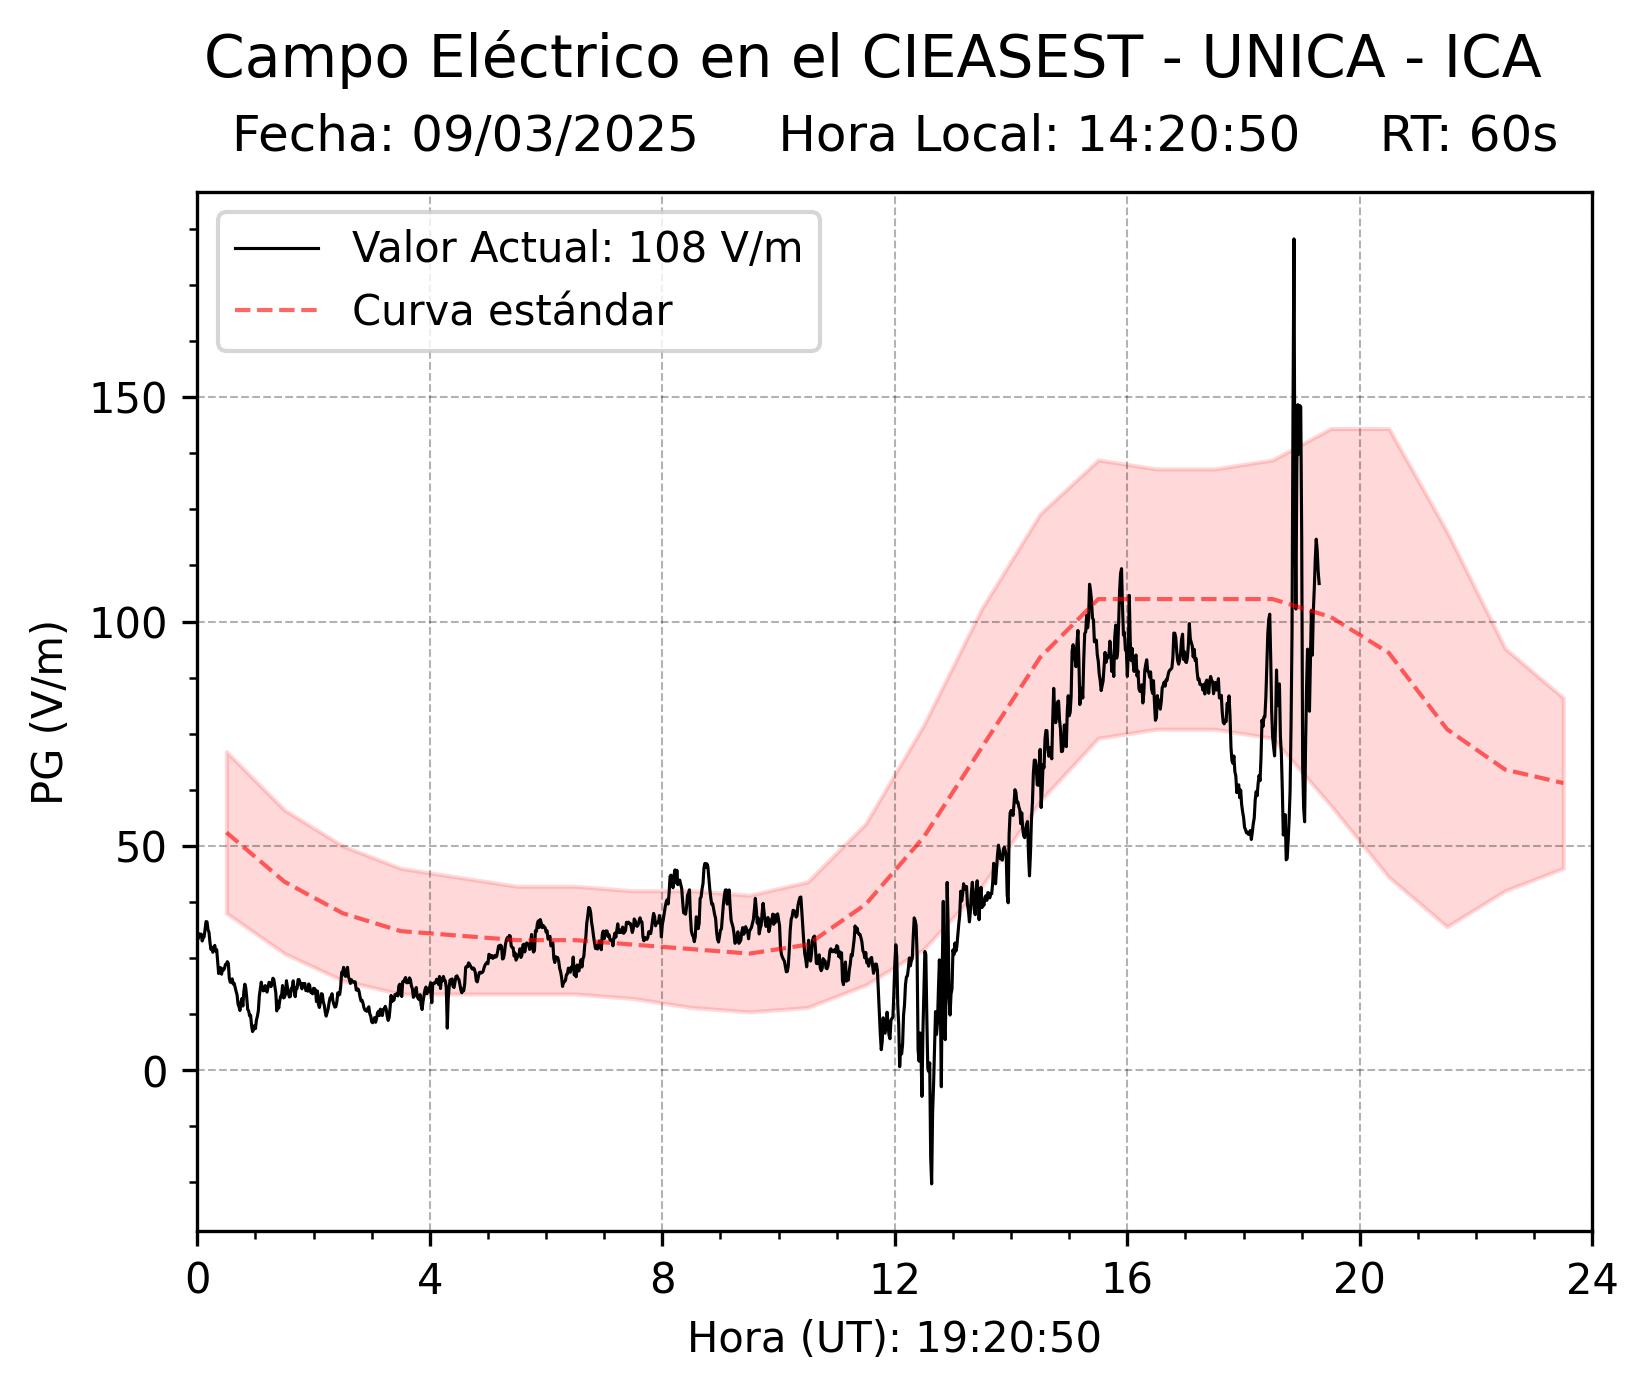 Campo Eléctrico en el CIEASEST - UNICA - ICA
Fecha: 09/03/2025 Hora Local: 14:20:50 RT: 60s
Valor Actual: 108 V/m
Curva estándar
PG (V/m)
150
100
50
0
0 4 8 12 16 20 24
Hora (UT): 19:20:50